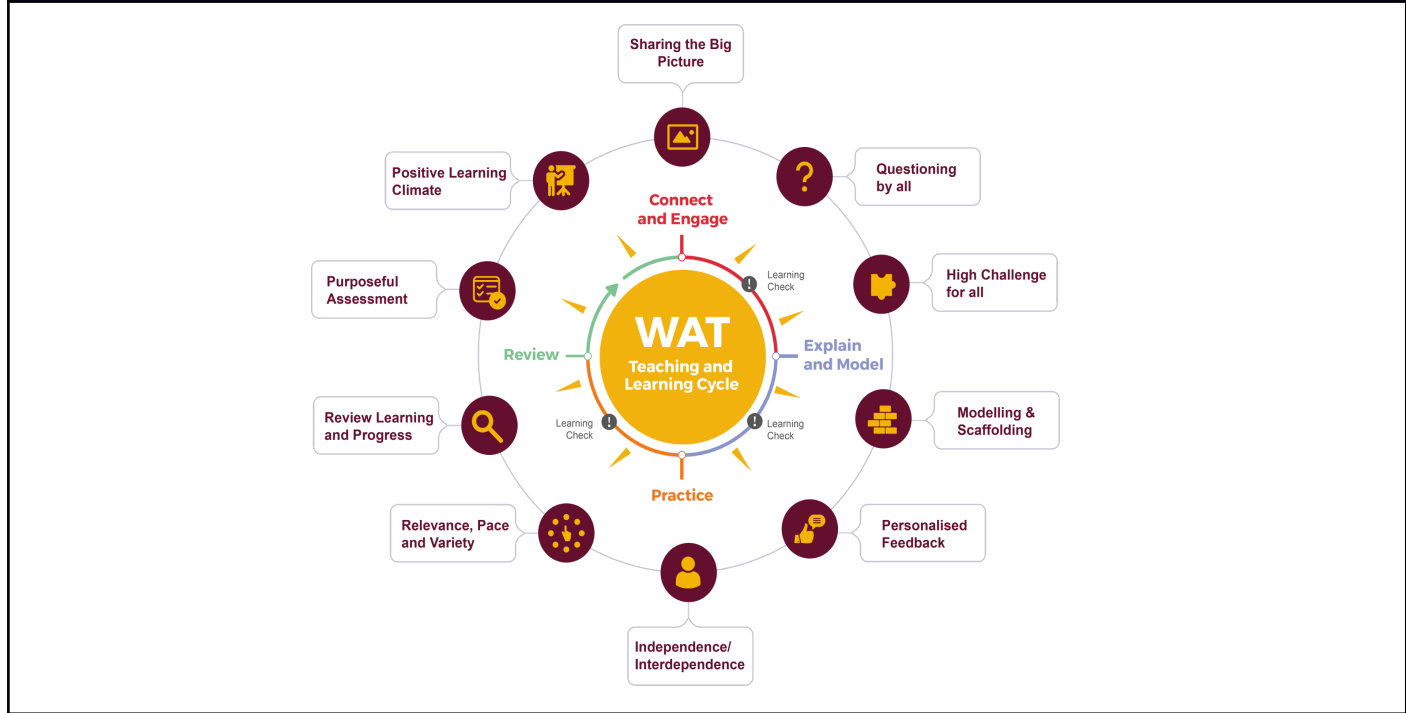 Sharing the Big
Picture
Positive Learning
Climate
Questioning
by all
Connect
and Engage
Purposeful
Assessment
Learning
Check
High Challenge
for all
WAT
Teaching and
Learning Cycle
Review
Explain
and Model
Review Learning
and Progress
Learning
Check
Learning
Check
Modelling &
Scaffolding
Practice
Relevance, Pace
and Variety
Personalised
Feedback
Independence/
Interdependence